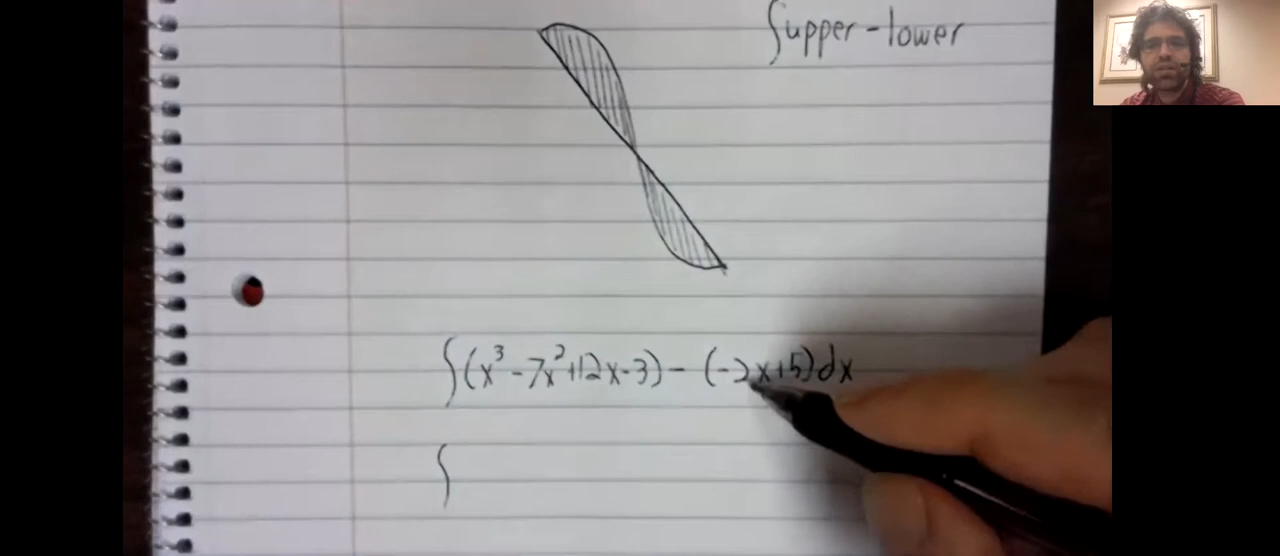 ∫upper-lower
∫(x³-7x²+12x-3)-(-2x+5)dx
∫